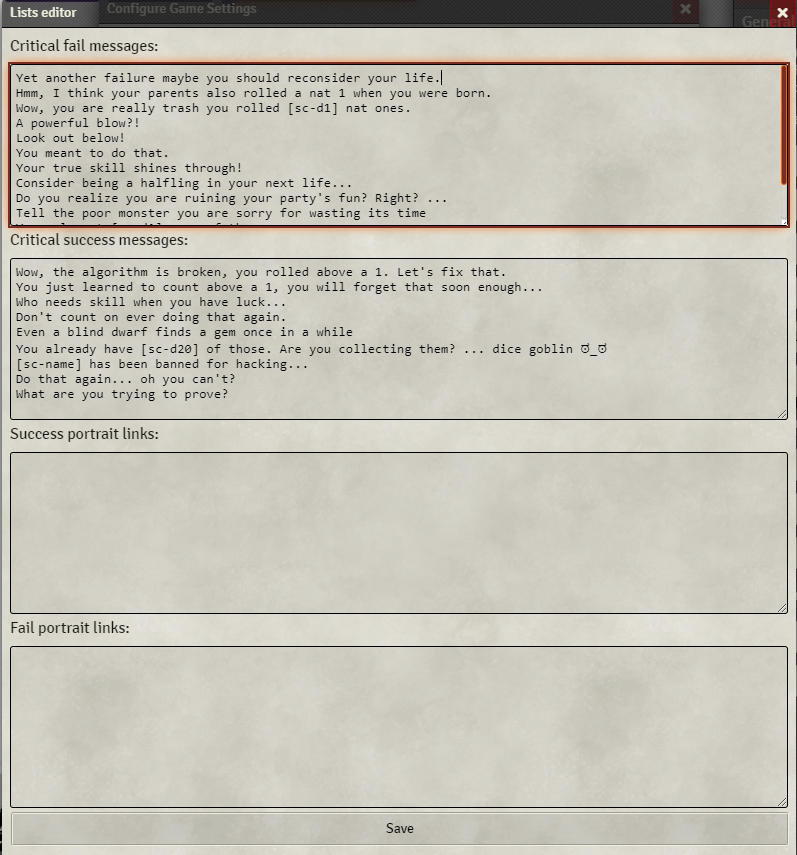 Lists editor
Configure Game Settings
General
Critical fail messages:
Yet another failure maybe you should reconsider your life.
Hmm, I think your parents also rolled a nat 1 when you were born.
Wow, you are really trash you rolled [sc-d1] nat ones.
A powerful blow?!
Look out below!
You meant to do that.
Your true skill shines through!
Consider being a halfling in your next life...
Do you realize you are ruining your party's fun? Right? ...
Tell the poor monster you are sorry for wasting its time
Critical success messages:
Wow, the algorithm is broken, you rolled above a 1. Let's fix that.
You just learned to count above a 1, you will forget that soon enough...
Who needs skill when you have luck...
Don't count on ever doing that again.
Even a blind dwarf finds a gem once in a while
You already have [sc-d20] of those. Are you collecting them? ... dice goblin ಠ_ಠ
[sc-name] has been banned for hacking...
Do that again... oh you can't?
What are you trying to prove?
Success portrait links:
Fail portrait links:
Save